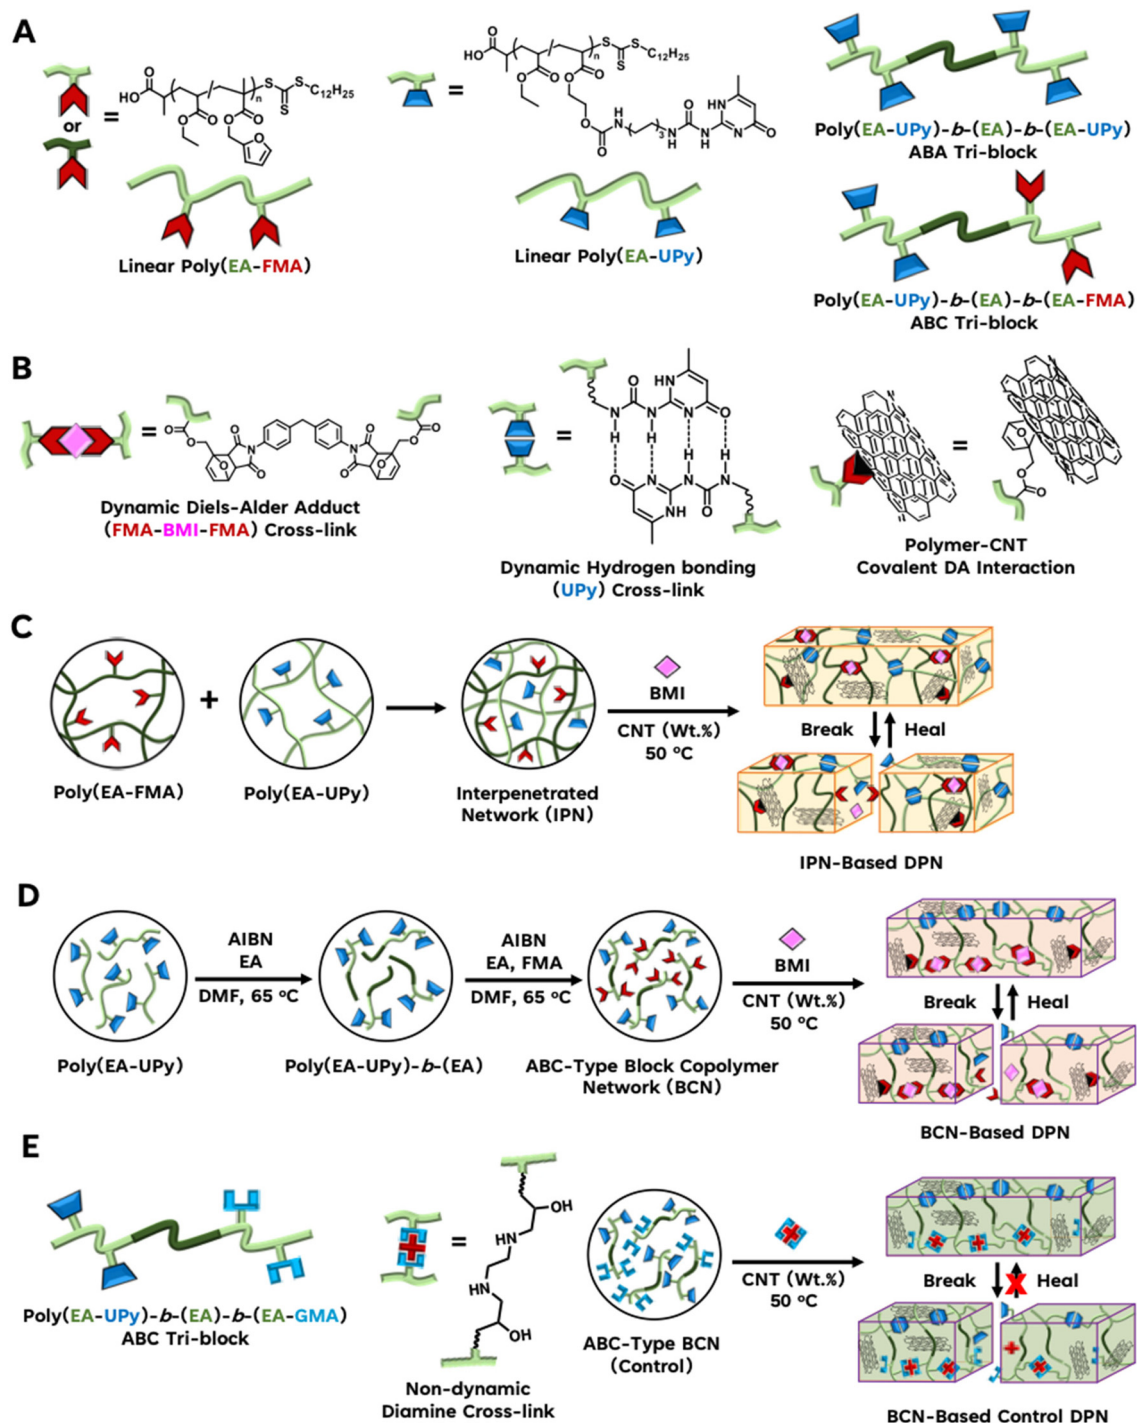 A
or
=
HO
O
O
O
O
O
O
n
S
S
S
C12H25
Linear Poly(EA-FMA)
=
HO
O
O
O
O
O
n
S
S
S
C12H25
O
O
H
N
3
H
N
O
N
H
HN
N
O
Linear Poly(EA-UPy)
Poly(EA-UPy)-b-(EA)-b-(EA-UPy)
ABA Tri-block
Poly(EA-UPy)-b-(EA)-b-(EA-FMA)
ABC Tri-block
B
=
Dynamic Diels-Alder Adduct
(FMA-BMI-FMA) Cross-link
=
Dynamic Hydrogen bonding
(UPy) Cross-link
=
Polymer-CNT
Covalent DA Interaction
C
Poly(EA-FMA)
+
Poly(EA-UPy)
Interpenetrated
Network (IPN)
BMI
CNT (Wt.%)
50 °C
Break
Heal
IPN-Based DPN
D
Poly(EA-UPy)
AIBN
EA
DMF, 65 °C
Poly(EA-UPy)-b-(EA)
AIBN
EA, FMA
DMF, 65 °C
ABC-Type Block Copolymer
Network (BCN)
BMI
CNT (Wt.%)
50 °C
Break
Heal
BCN-Based DPN
E
Poly(EA-UPy)-b-(EA)-b-(EA-GMA)
ABC Tri-block
=
OH
HN
HN
OH
Non-dynamic
Diamine Cross-link
ABC-Type BCN
(Control)
CNT (Wt.%)
50 °C
Break
Heal
BCN-Based Control DPN